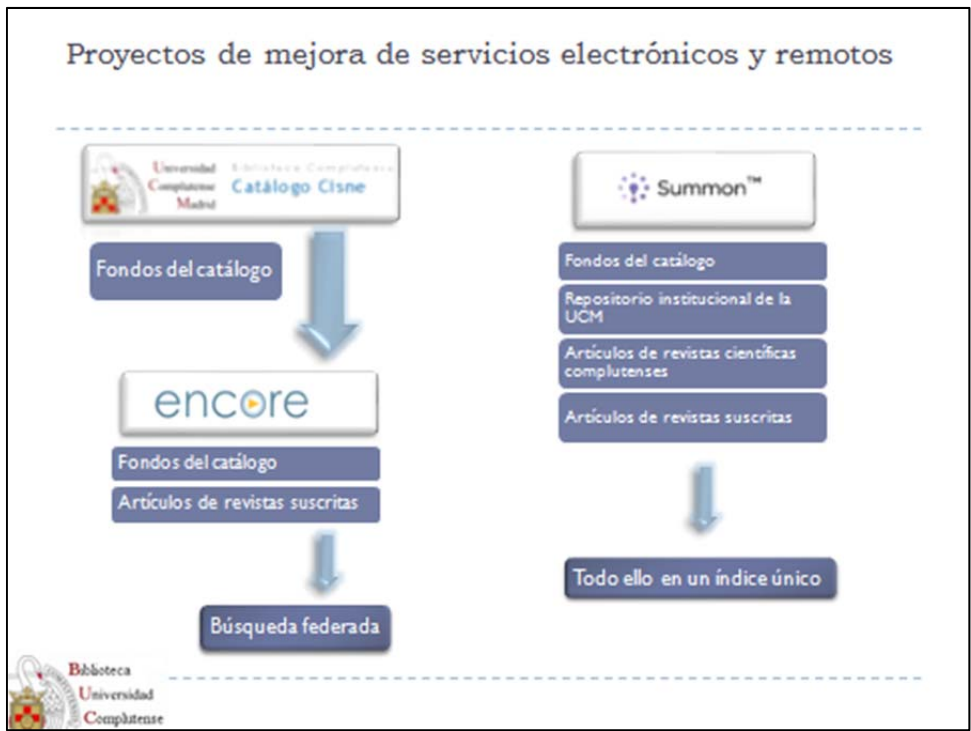 Proyectos de mejora de servicios electrónicos y remotos
Universidad
Complutense
Madrid
Biblioteca Complutense
Catálogo Cisne
Fondos del catálogo
encore
Fondos del catálogo
Artículos de revistas suscritas
Búsqueda federada
Summon™
Fondos del catálogo
Repositorio institucional de la
UCM
Artículos de revistas científicas
complutenses
Artículos de revistas suscritas
Todo ello en un índice único
Biblioteca
Universidad
Complutense